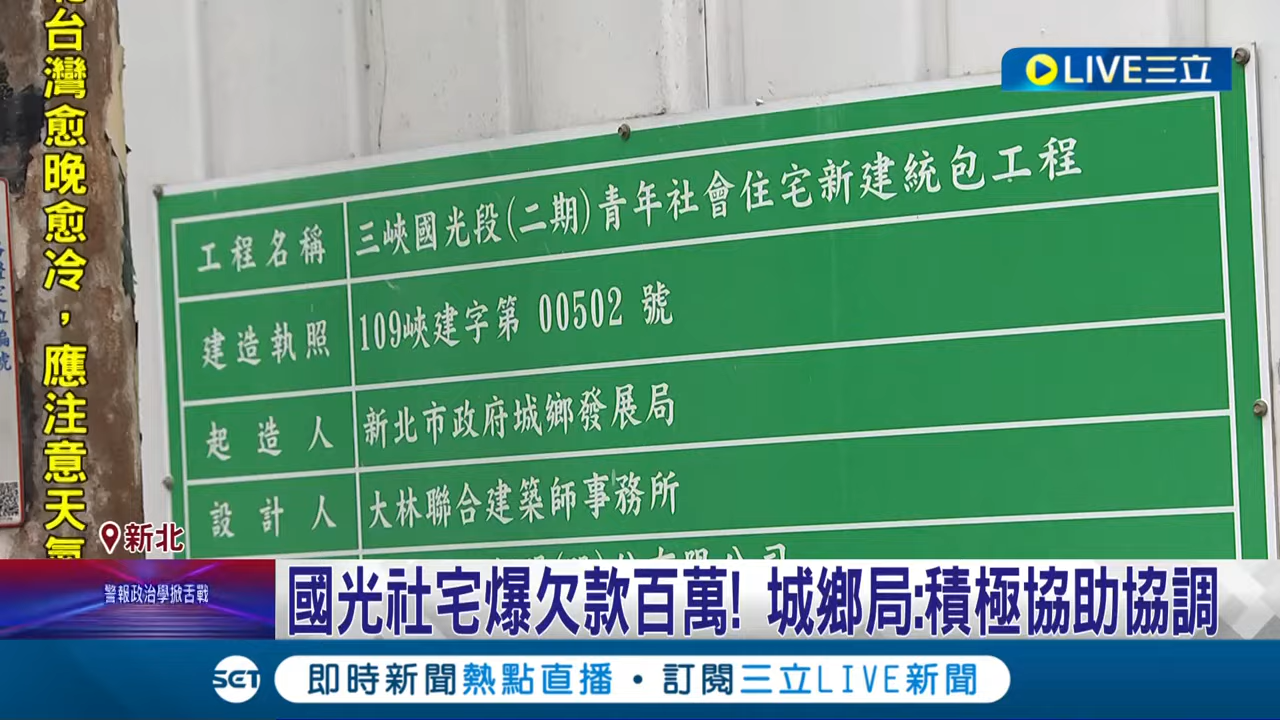 台灣愈晚愈冷，應注意天氣
LIVE三立
工程名稱 三峽國光段(二期)青年社會住宅新建統包工程
建造執照 109峽建字第 00502 號
起造人 新北市政府城鄉發展局
設計人 大林聯合建築師事務所
新北
警報政治學掀舌戰
國光社宅爆欠款百萬! 城鄉局:積極協助協調
SET 即時新聞熱點直播・訂閱三立LIVE新聞